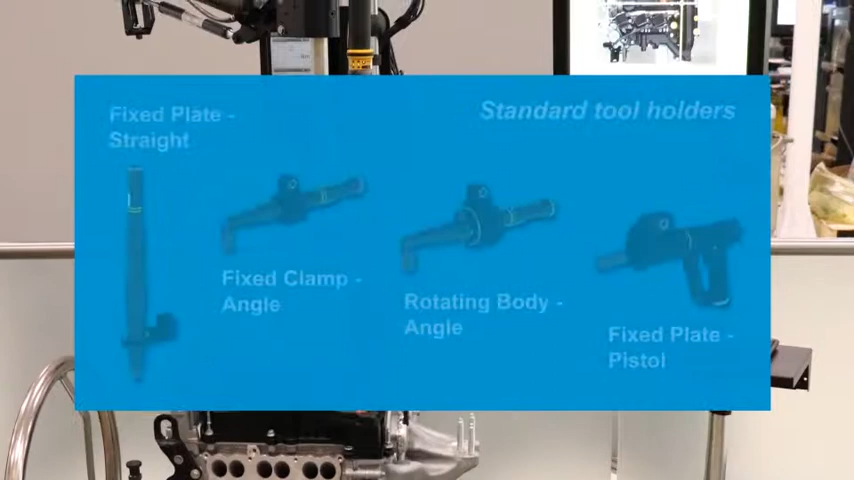 Standard tool holders
Fixed Plate -
Straight
Fixed Clamp -
Angle
Rotating Body -
Angle
Fixed Plate -
Pistol